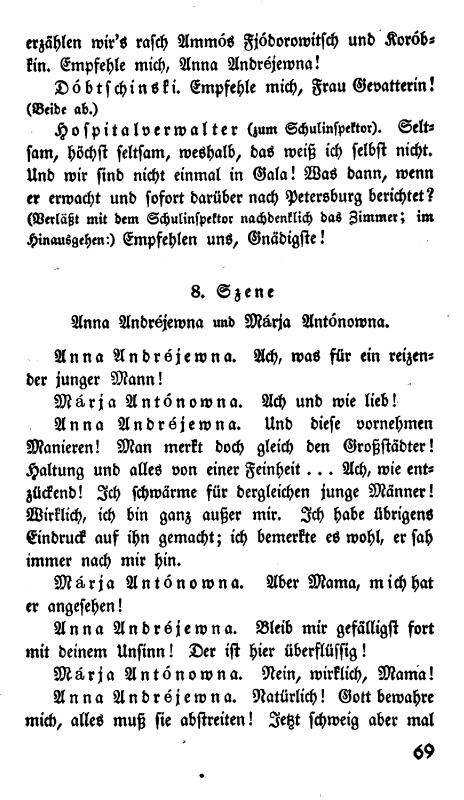 erzählen wir's rasch Ammós Fjódorowitsch und Korób-
kin. Empfehle mich, Anna Andréjewna!
Dóbtschinski. Empfehle mich, Frau Gevatterin!
(Beide ab.)
Hospitalverwalter (zum Schulinspektor). Selt-
sam, höchst seltsam, weshalb, das weiß ich selbst nicht.
Und wir sind nicht einmal in Gala! Was dann, wenn
er erwacht und sofort darüber nach Petersburg berichtet?
(Verläßt mit dem Schulinspektor nachdenklich das Zimmer; im
Hinausgehen:) Empfehlen uns, Gnädigste!
8. Szene
Anna Andréjewna und Márja Antónowna.
Anna Andréjewna. Ach, was für ein reizen-
der junger Mann!
Márja Antónowna. Ach und wie lieb!
Anna Andréjewna. Und diese vornehmen
Manieren! Man merkt doch gleich den Großstädter!
Haltung und alles von einer Feinheit ... Ach, wie ent-
zückend! Ich schwärme für dergleichen junge Männer!
Wirklich, ich bin ganz außer mir. Ich habe übrigens
Eindruck auf ihn gemacht; ich bemerkte es wohl, er sah
immer nach mir hin.
Márja Antónowna. Aber Mama, mich hat
er angesehen!
Anna Andréjewna. Bleib mir gefälligst fort
mit deinem Unsinn! Der ist hier überflüssig!
Márja Antónowna. Nein, wirklich, Mama!
Anna Andréjewna. Natürlich! Gott bewahre
mich, alles muß sie abstreiten! Jetzt schweig aber mal
69